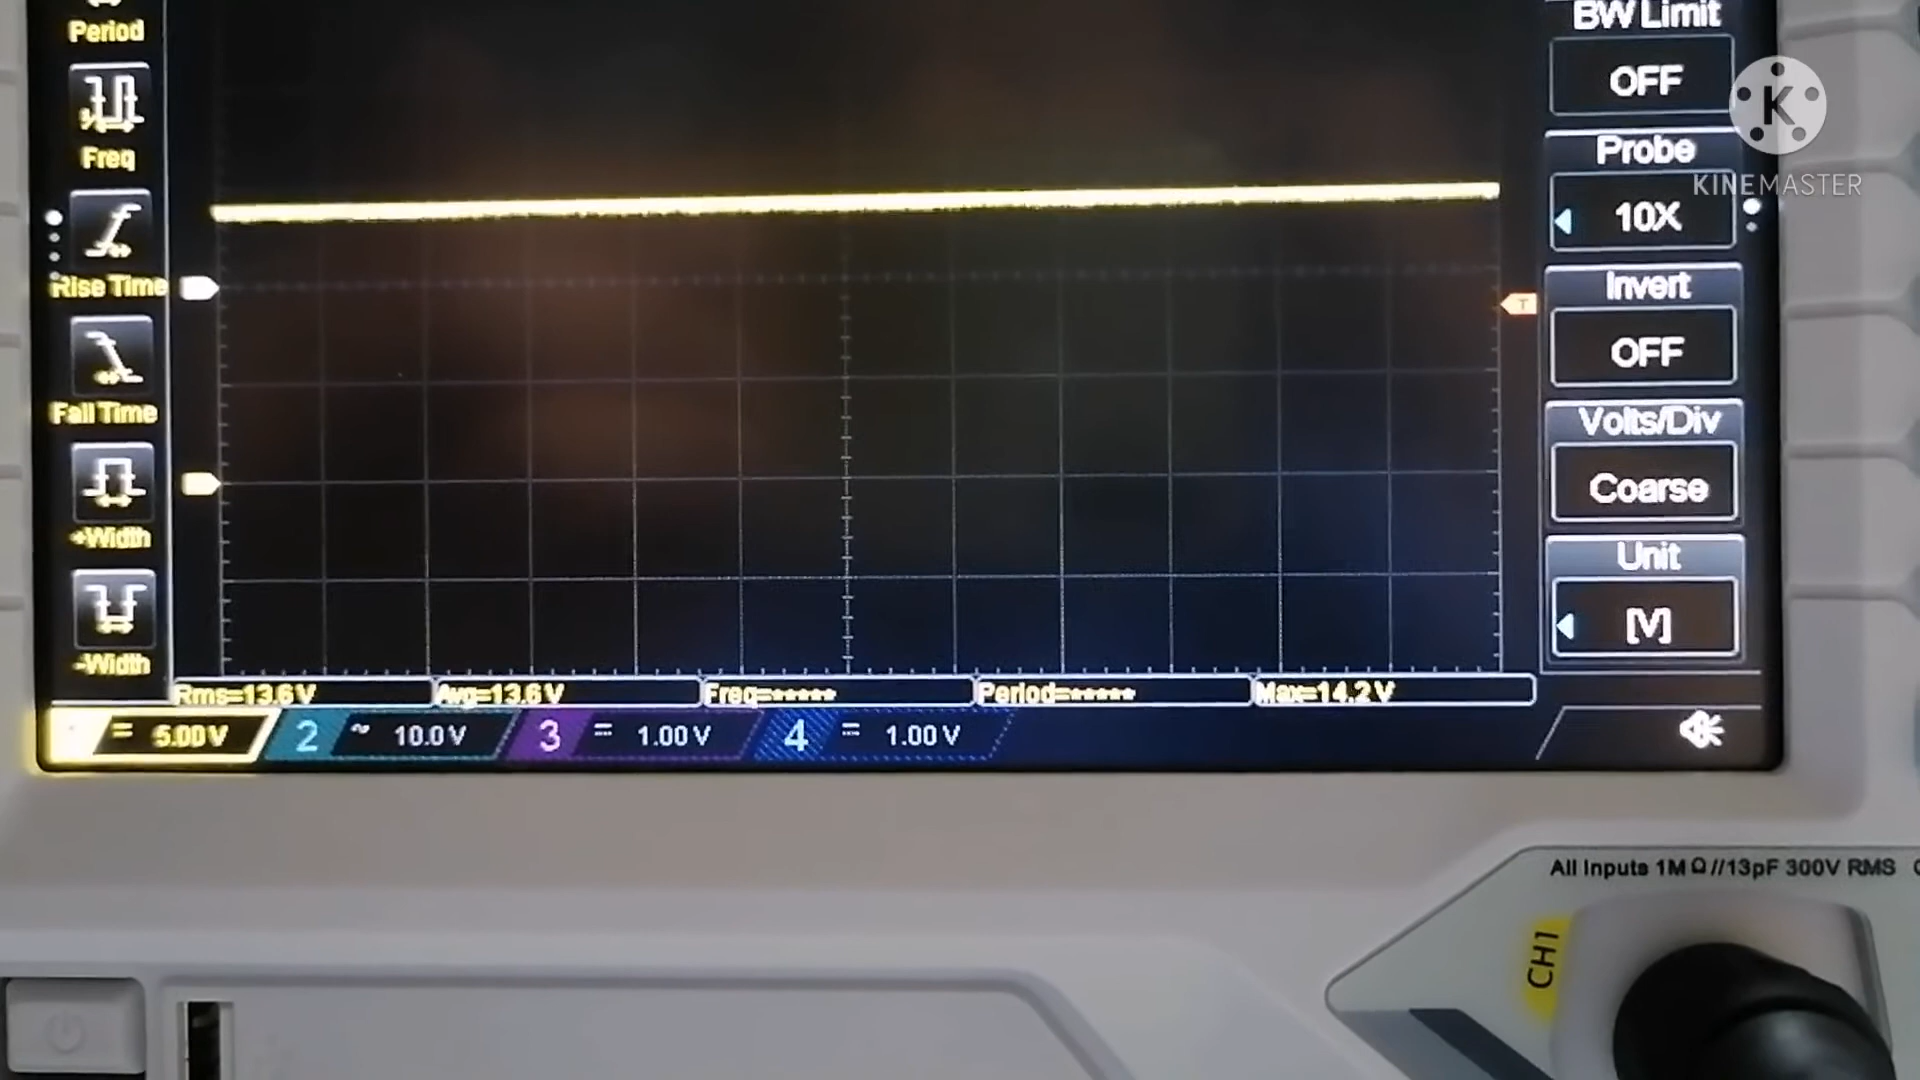 Period
Freq
Rise Time
Fall Time
+Width
-Width
BW Limit
OFF
Probe
10X
Invert
OFF
Volts/Div
Coarse
Unit
[V]
K
KINEMASTER
T
Rms=13.6 V
Avg=13.6 V
Freq=*****
Period=*****
Max=14.2 V
5.00 V
2 ~ 10.0 V
3 1.00 V
4 1.00 V
All Inputs 1MΩ//13pF 300V RMS
CH1